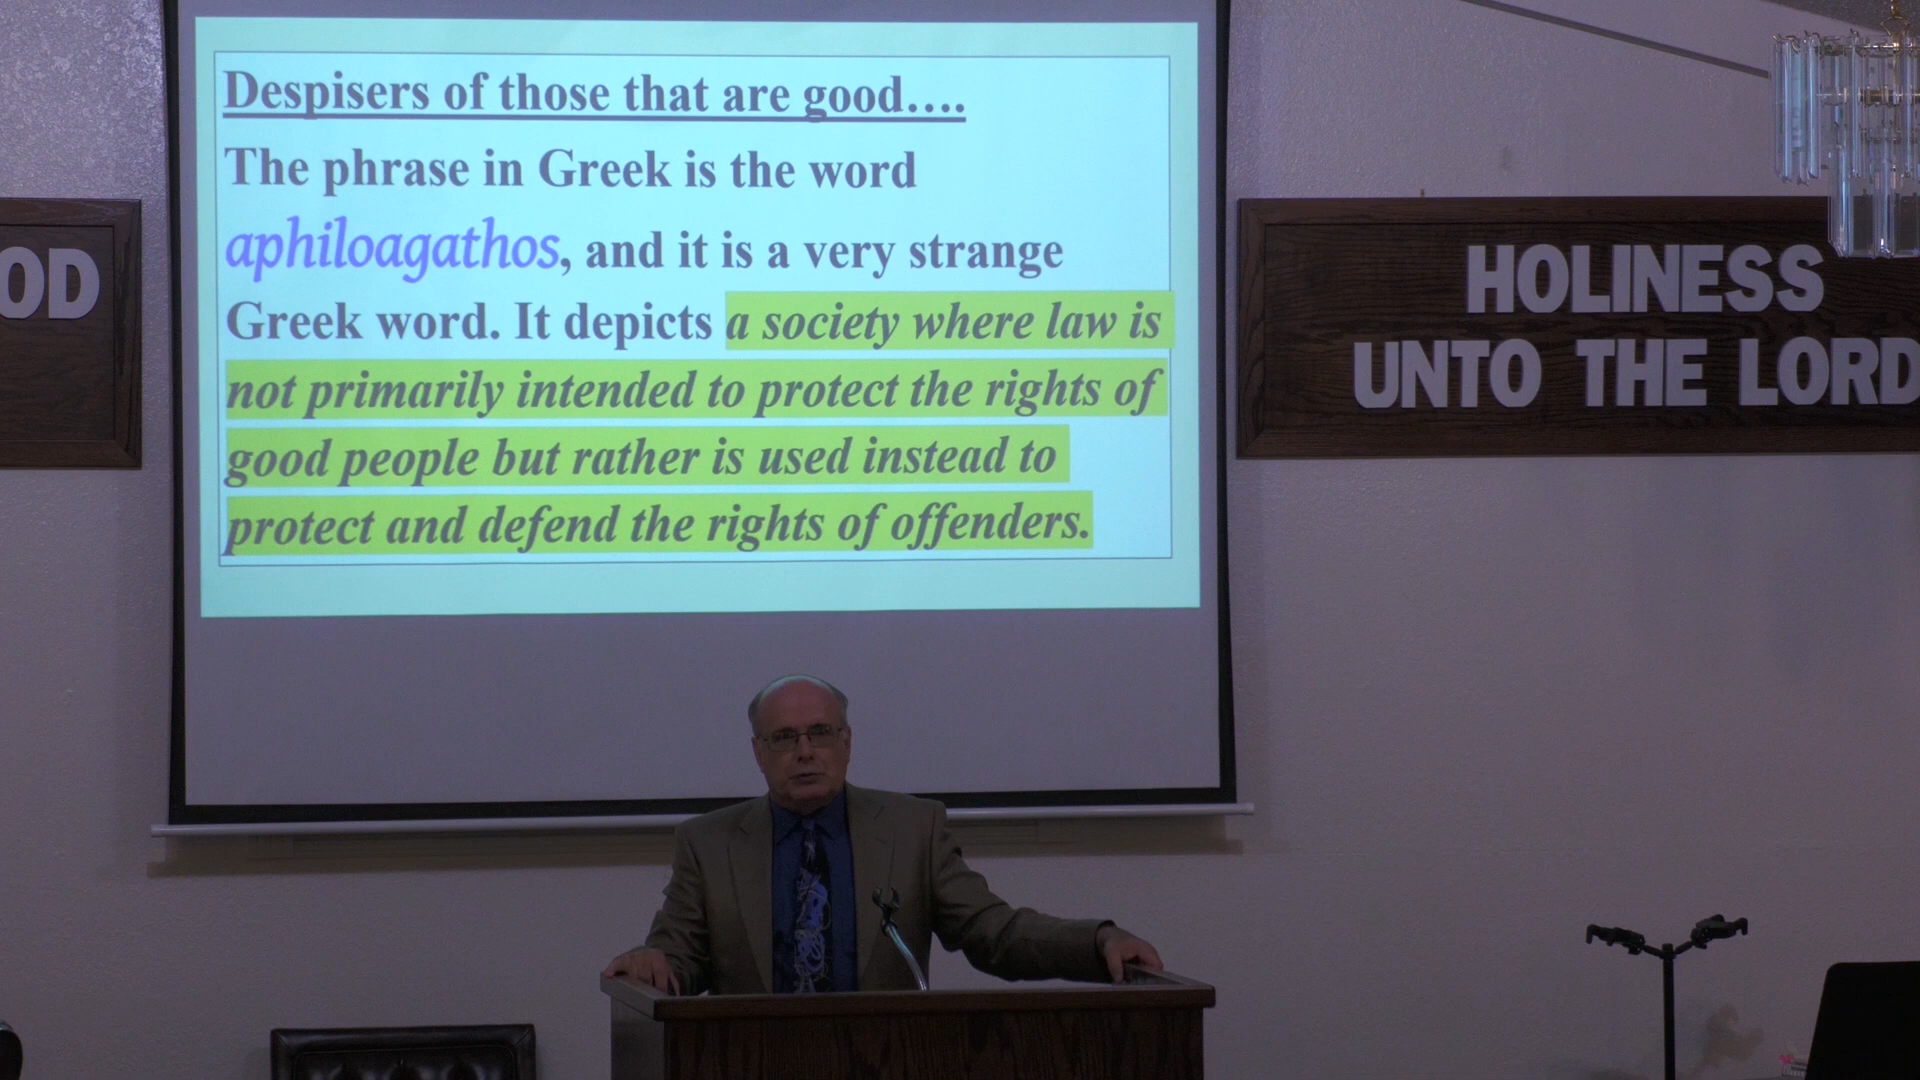 Despisers of those that are good....
The phrase in Greek is the word
aphiloagathos, and it is a very strange
Greek word. It depicts a society where law is
not primarily intended to protect the rights of
good people but rather is used instead to
protect and defend the rights of offenders.
OD
HOLINESS
UNTO THE LORD